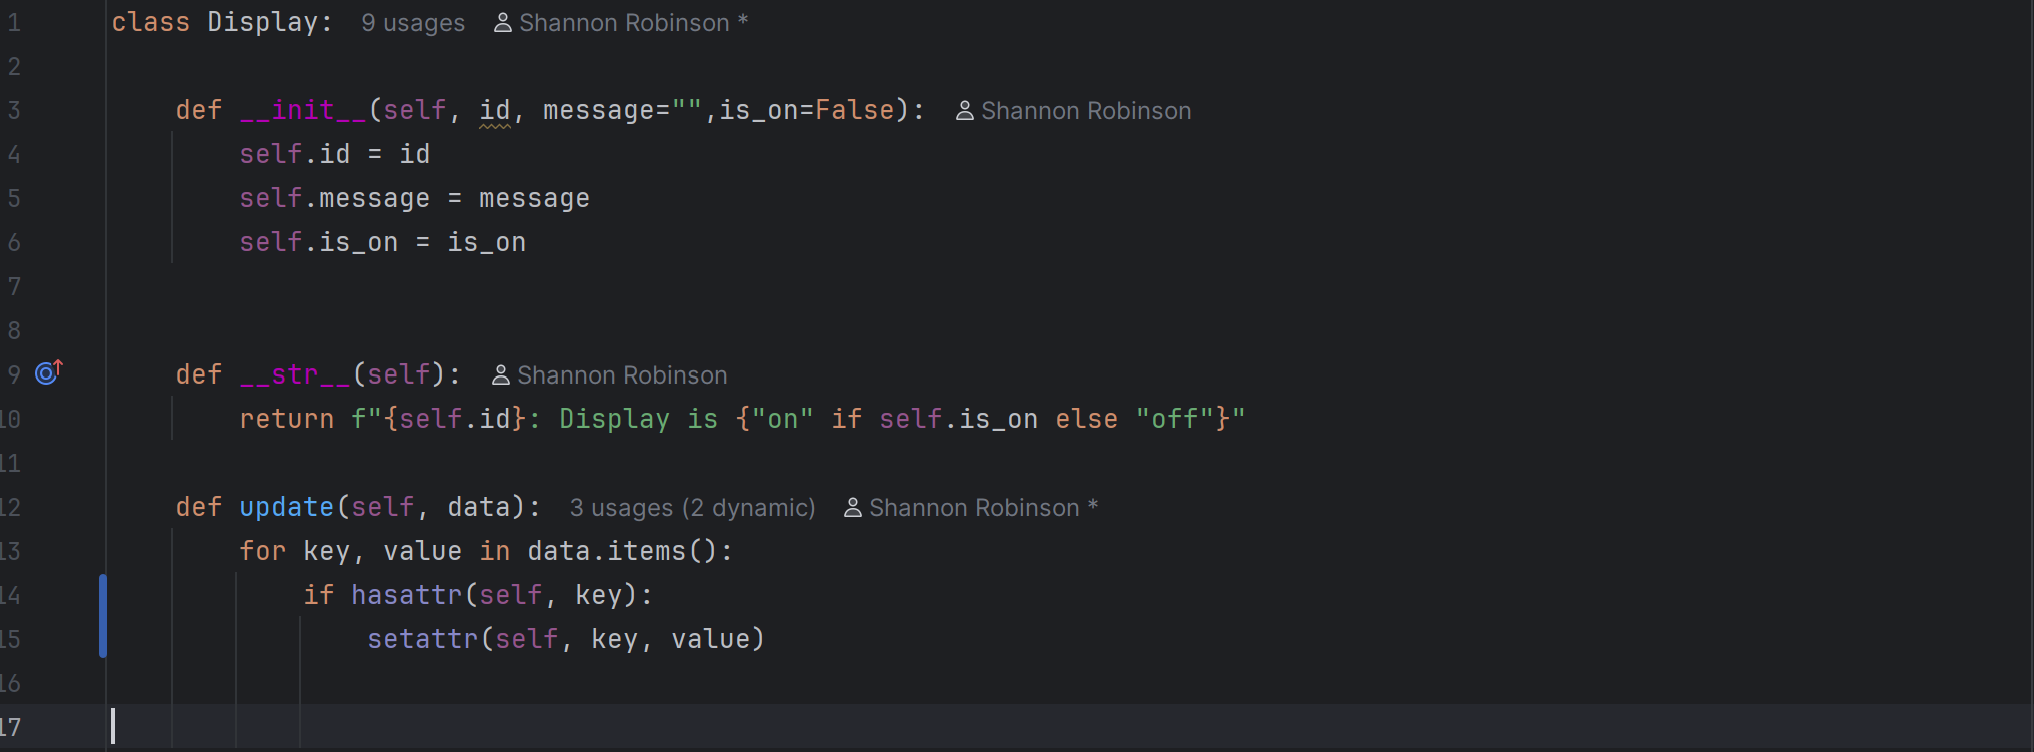 1 class Display: 9 usages Shannon Robinson *
2
3 def __init__(self, id, message="",is_on=False): Shannon Robinson
4 self.id = id
5 self.message = message
6 self.is_on = is_on
7
8
9 def __str__(self): Shannon Robinson
10 return f"{self.id}: Display is {"on" if self.is_on else "off"}"
11
12 def update(self, data): 3 usages (2 dynamic) Shannon Robinson *
13 for key, value in data.items():
14 if hasattr(self, key):
15 setattr(self, key, value)
16
17